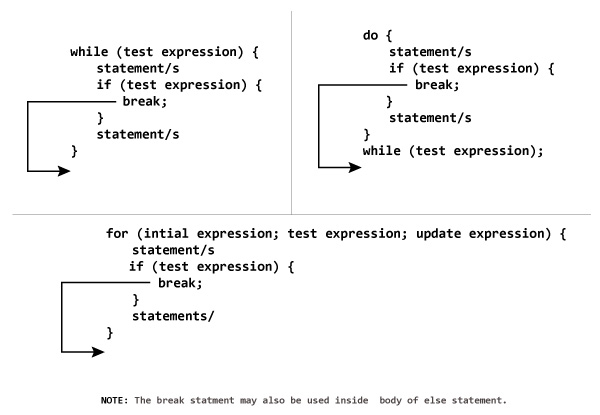 while (test expression) {
statement/s
if (test expression) {
break;
}
statement/s
}
do {
statement/s
if (test expression) {
break;
}
statement/s
}
while (test expression);
for (intial expression; test expression; update expression) {
statement/s
if (test expression) {
break;
}
statements/
}
NOTE: The break statment may also be used inside body of else statement.